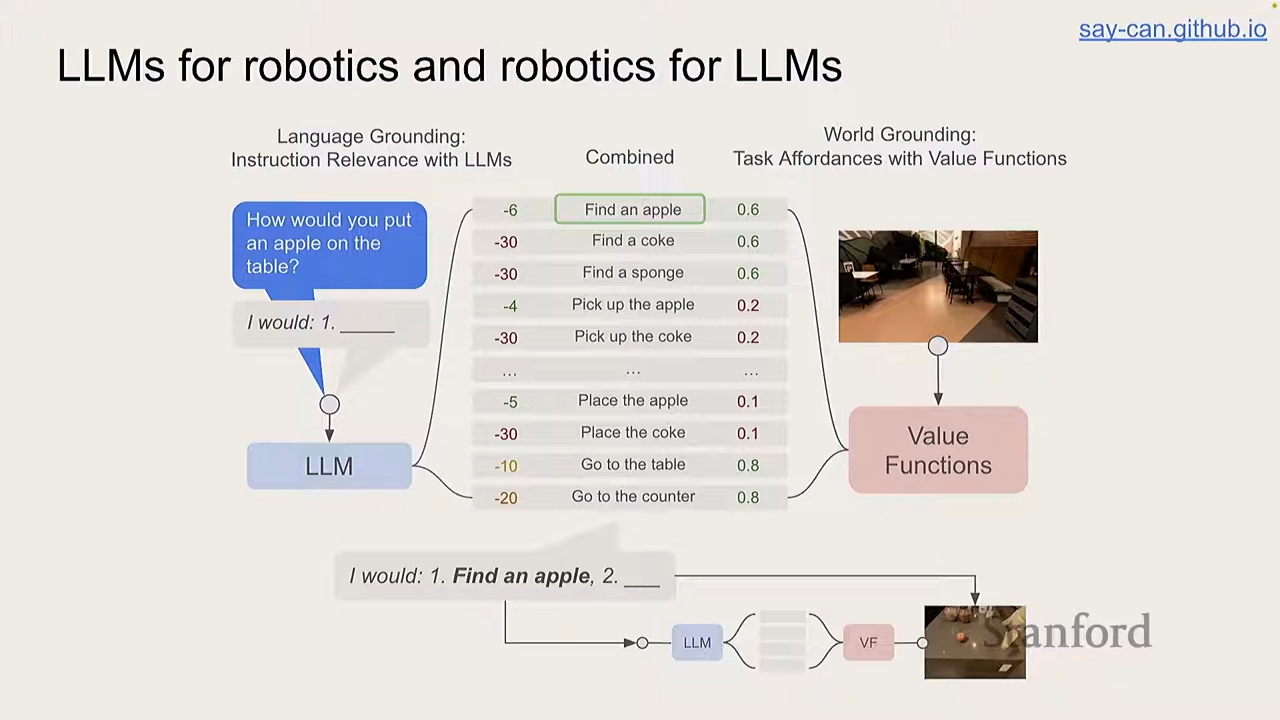 say-can.github.io
LLMs for robotics and robotics for LLMs
Language Grounding:
Instruction Relevance with LLMs
Combined
World Grounding:
Task Affordances with Value Functions
How would you put
an apple on the
table?
I would: 1. _____
LLM
-6 Find an apple 0.6
-30 Find a coke 0.6
-30 Find a sponge 0.6
-4 Pick up the apple 0.2
-30 Pick up the coke 0.2
... ... ...
-5 Place the apple 0.1
-30 Place the coke 0.1
-10 Go to the table 0.8
-20 Go to the counter 0.8
Value
Functions
I would: 1. Find an apple, 2. ___
LLM
VF
Stanford